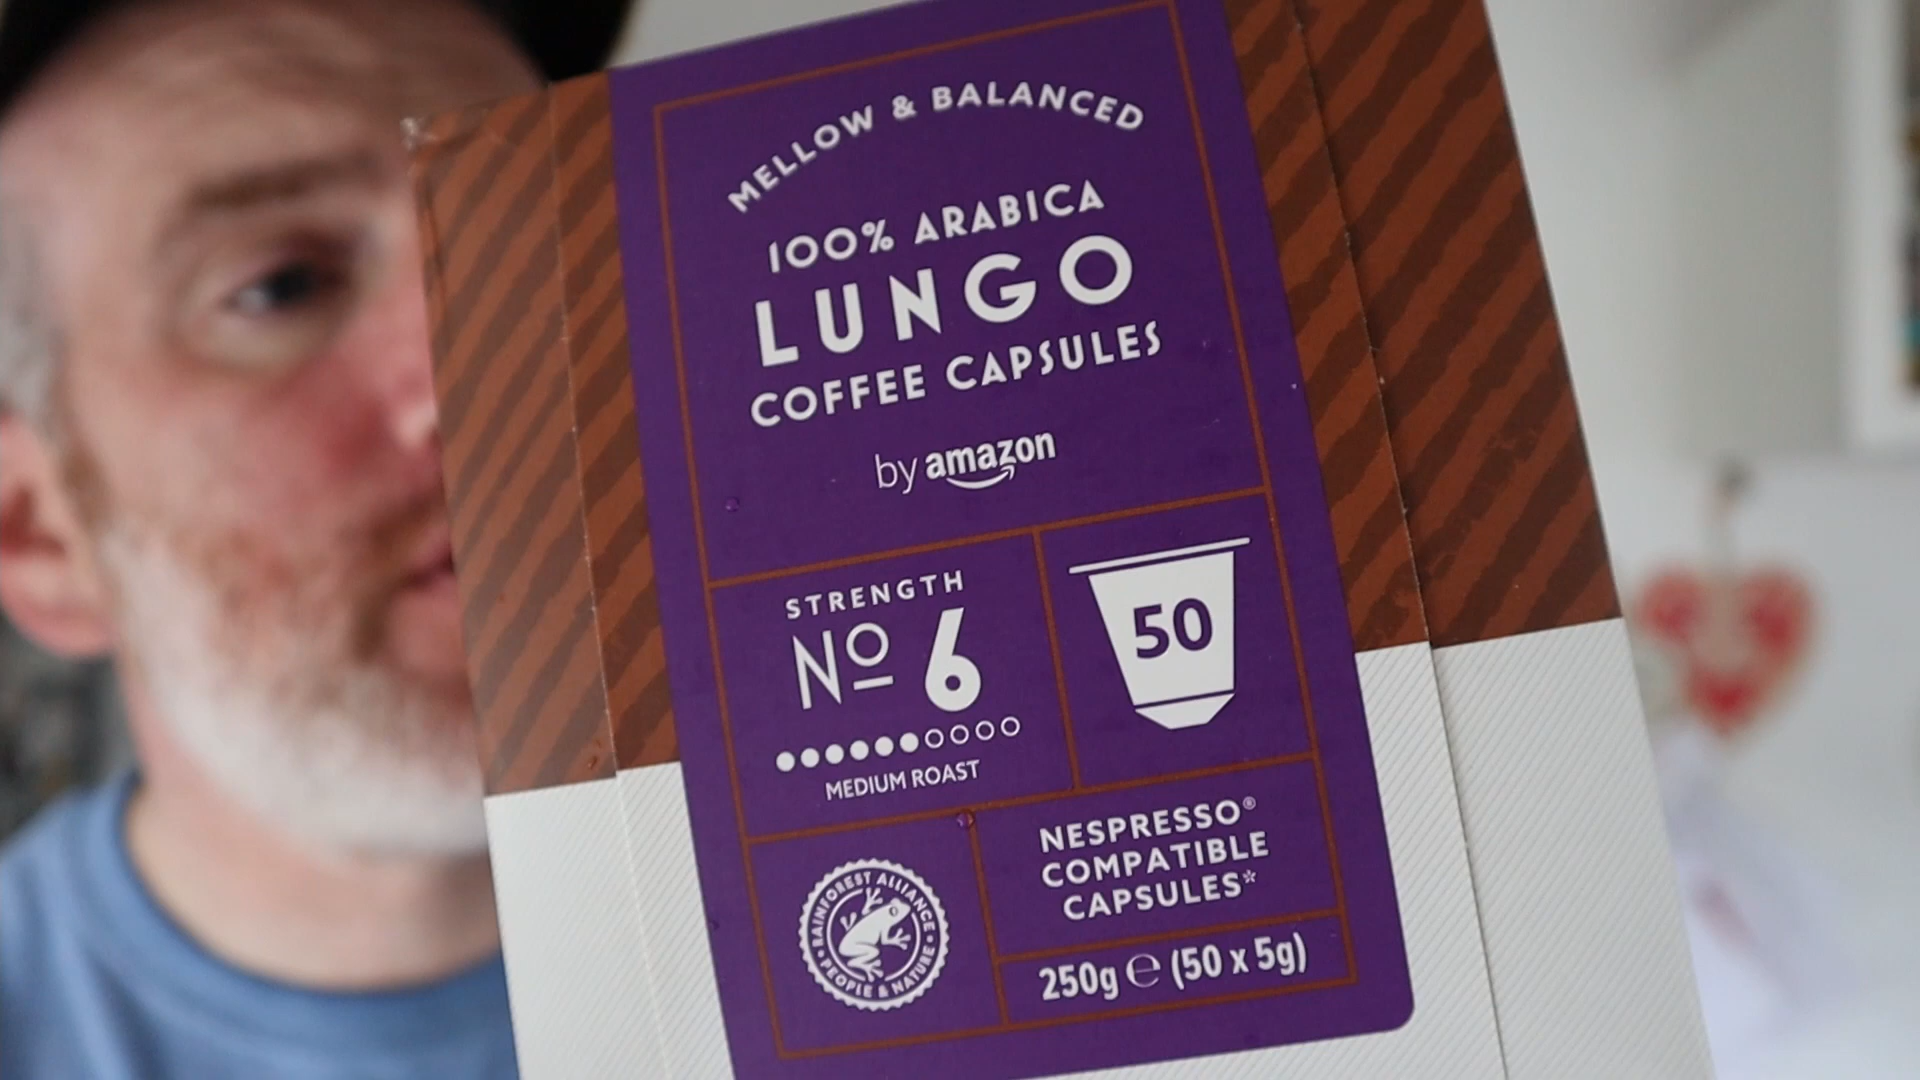 MELLOW & BALANCED
100% ARABICA
LUNGO
COFFEE CAPSULES
by amazon
STRENGTH
Nº 6
MEDIUM ROAST
50
RAINFOREST ALLIANCE
PEOPLE & NATURE
NESPRESSO®
COMPATIBLE
CAPSULES*
250g ℮ (50 x 5g)